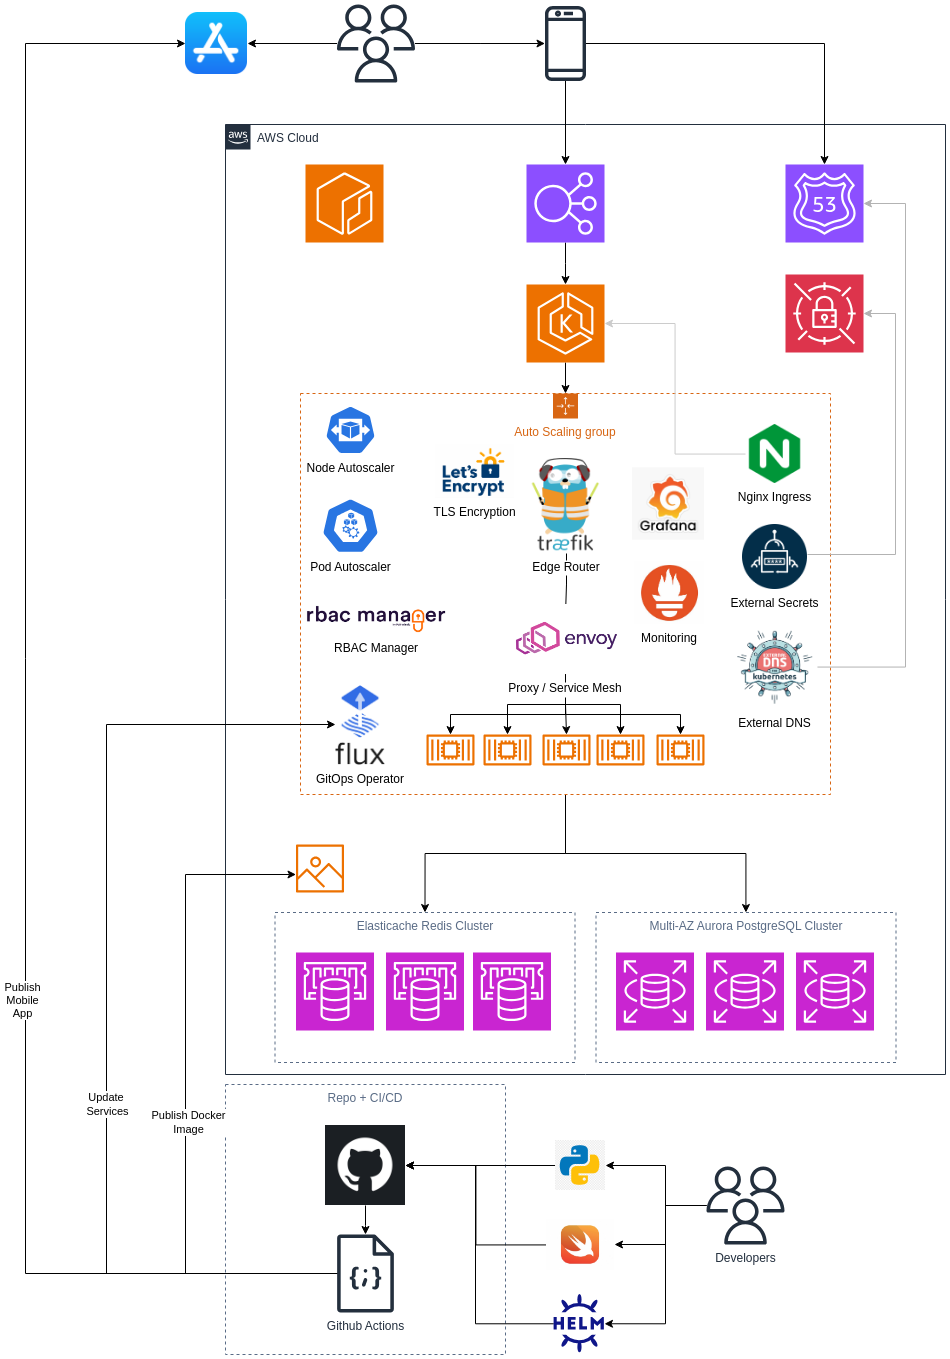 aws
AWS Cloud
53
K
Auto Scaling group
Node Autoscaler
Let's
Encrypt
TLS Encryption
træfik
Edge Router
Grafana
Nginx Ingress
N
Pod Autoscaler
External Secrets
rbac manager
RBAC Manager
envoy
Monitoring
EXTERNAL
DNS
kubernetes
External DNS
Proxy / Service Mesh
flux
GitOps Operator
Elasticache Redis Cluster
Multi-AZ Aurora PostgreSQL Cluster
Publish
Mobile
App
Update
Services
Publish Docker
Image
Repo + CI/CD
{;}
Github Actions
HELM
Developers